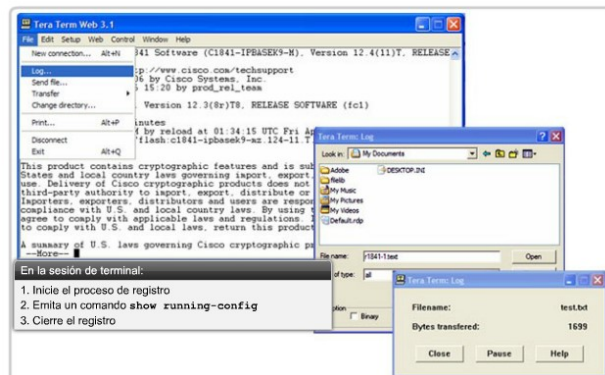 Tera Term Web 3.1
File Edit Setup Web Control Window Help
New connection... Alt+N
Log...
Send file...
Transfer
Change directory...
Print... Alt+P
Disconnect
Exit Alt+Q
841 Software (C1841-IPBASEK9-M), Version 12.4(11)T, RELEASE
p://www.cisco.com/techsupport
06 by Cisco Systems, Inc.
15:20 by prod_rel_team
Version 12.3(8r)T8, RELEASE SOFTWARE (fc1)
inutes
by reload at 01:34:15 UTC Fri Ap
"flash:c1841-ipbasek9-mz.124-11.T
This product contains cryptographic features and is sub
States and local country laws governing import, export,
use. Delivery of Cisco cryptographic products does not
third-party authority to import, export, distribute or
Importers, exporters, distributors and users are respon
compliance with U.S. and local country laws. By using t
agree to comply with applicable laws and regulations. I
to comply with U.S. and local laws, return this product
A summary of U.S. laws governing Cisco cryptographic pr
--More--
Tera Term: Log
Look in: My Documents
Adobe
filelib
My Music
My Pictures
My Videos
Default.rdp
DESKTOP.INI
File name: r1841-1.text Open
of type: all
option
Binary
En la sesión de terminal:
1. Inicie el proceso de registro
2. Emita un comando show running-config
3. Cierre el registro
Tera Term: Log
Filename: test.txt
Bytes transfered: 1699
Close Pause Help